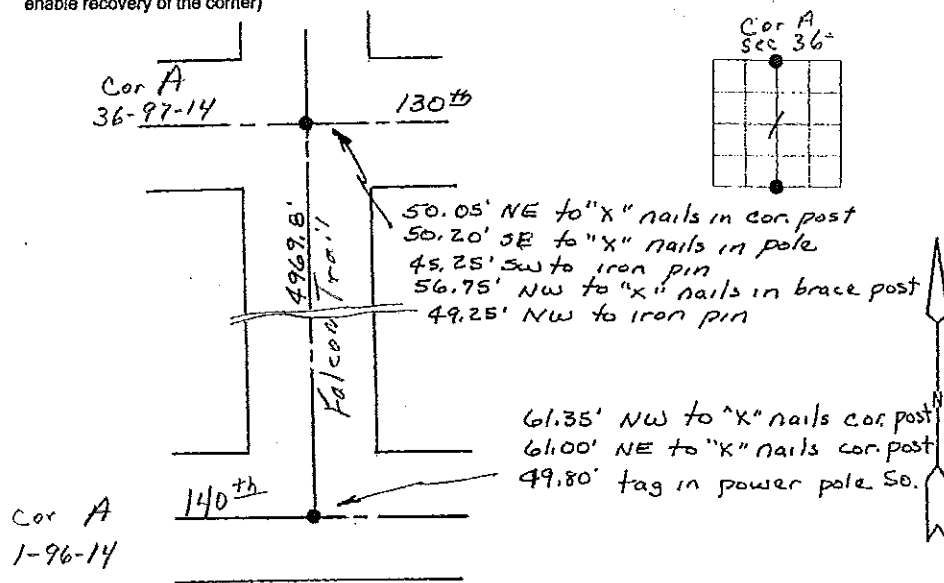 enable recovery of the corner)
Cor A
36-97-14
130th
Cor A
sec 36
50.05' NE to "X" nails in cor. post
50.20' SE to "X" nails in pole
45.25' SW to iron pin
56.75' NW to "X" nails in brace post
49.25' NW to iron pin
4969.8'
Falcon Trail
N
61.35' NW to "X" nails cor. post
61.00' NE to "X" nails cor. post
49.80' tag in power pole So.
140th
Cor A
1-96-14